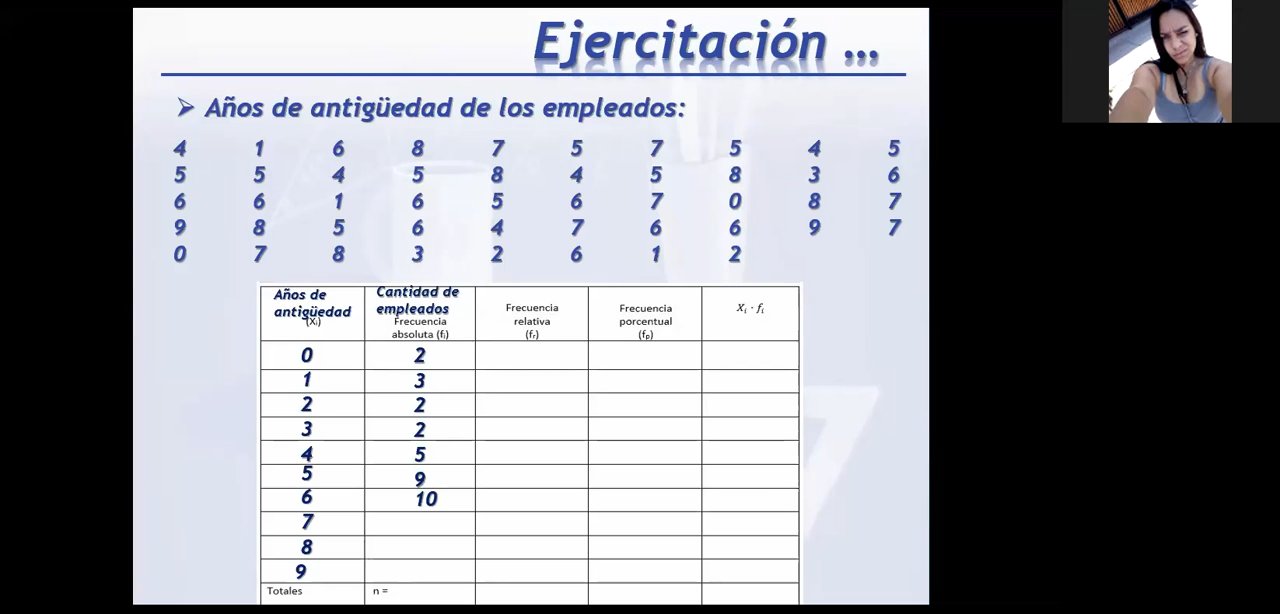 Ejercitación ...
➢ Años de antigüedad de los empleados:
4 1 6 8 7 5 7 5 4 5
5 5 4 5 8 4 5 8 3 6
6 6 1 6 5 6 7 0 8 7
9 8 5 6 4 7 6 6 9 7
0 7 8 3 2 6 1 2
Años de antigüedad (Xᵢ)
Cantidad de empleados
Frecuencia absoluta (fᵢ)
Frecuencia relativa (fᵣ)
Frecuencia porcentual (fₚ)
Xᵢ · fᵢ
0 2
1 3
2 2
3 2
4 5
5 9
6 10
7
8
9
Totales n =